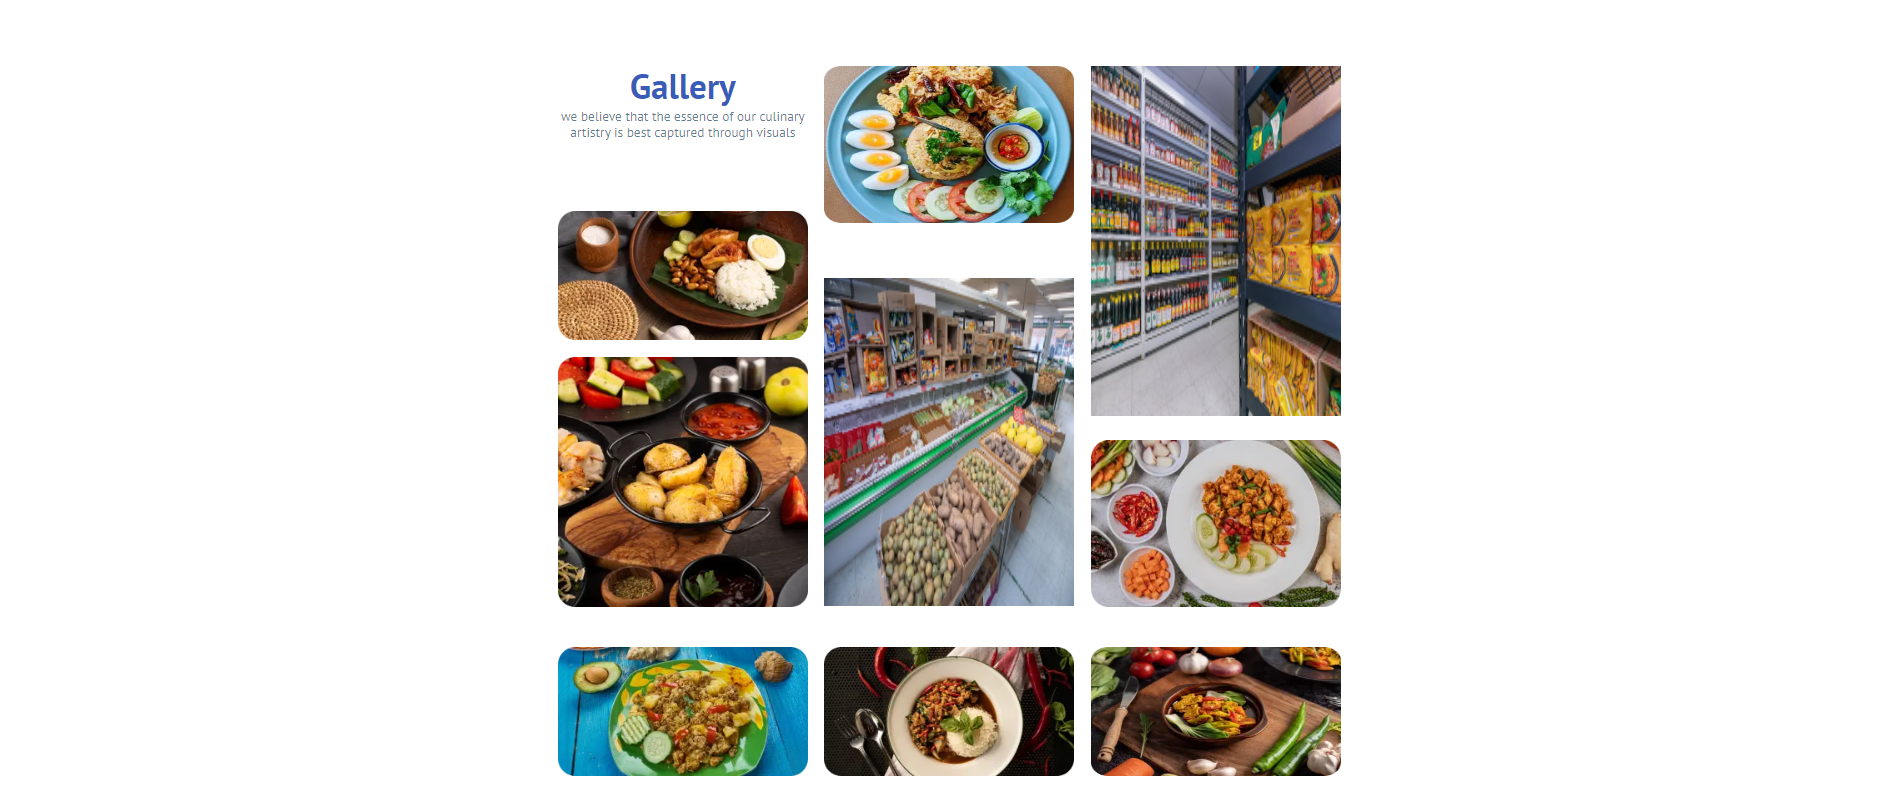 Gallery
we believe that the essence of our culinary
artistry is best captured through visuals